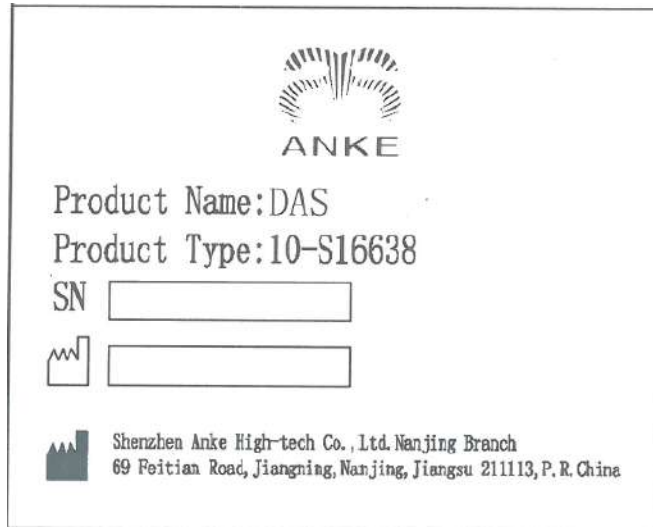 ANKE
Product Name:DAS
Product Type:10-S16638
SN
Shenzhen Anke High-tech Co., Ltd. Nanjing Branch
69 Feitian Road, Jiangning, Nanjing, Jiangsu 211113, P. R. China